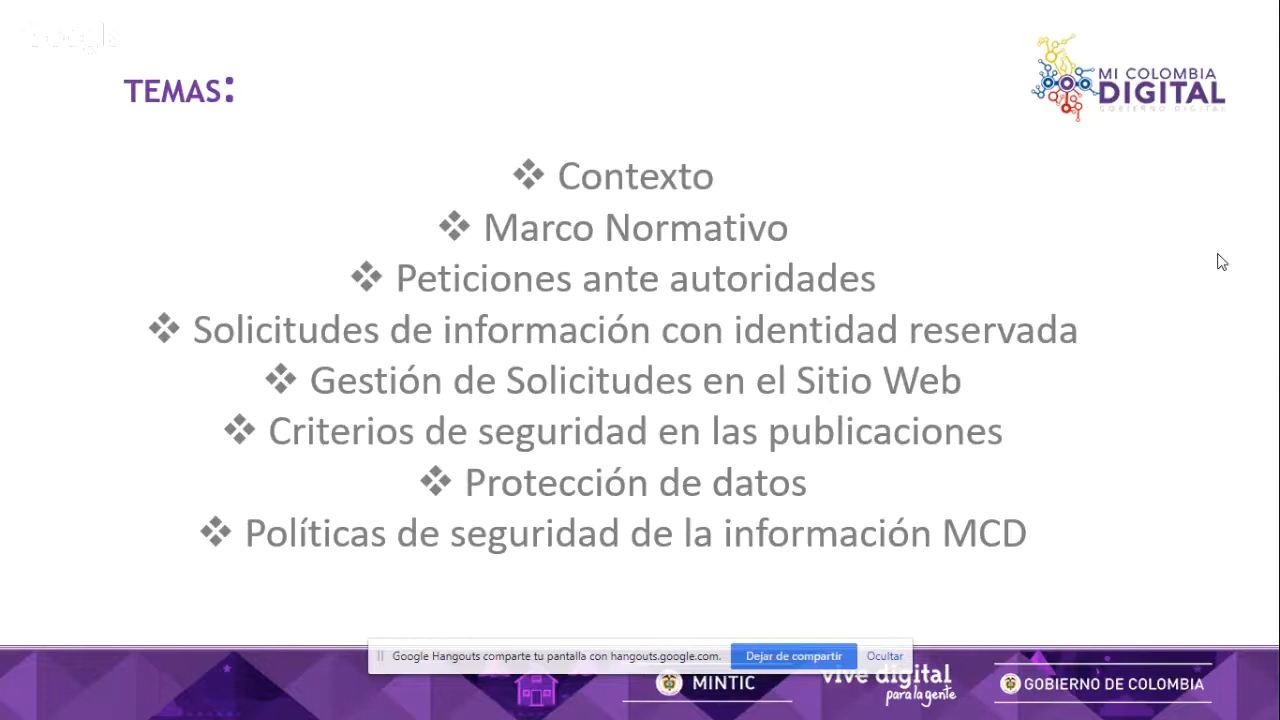 Google
TEMAS:
MI COLOMBIA
DIGITAL
GOBIERNO DIGITAL
❖ Contexto
❖ Marco Normativo
❖ Peticiones ante autoridades
❖ Solicitudes de información con identidad reservada
❖ Gestión de Solicitudes en el Sitio Web
❖ Criterios de seguridad en las publicaciones
❖ Protección de datos
❖ Políticas de seguridad de la información MCD
Google Hangouts comparte tu pantalla con hangouts.google.com. Dejar de compartir Ocultar
MINTIC
vive digital
para la gente
GOBIERNO DE COLOMBIA